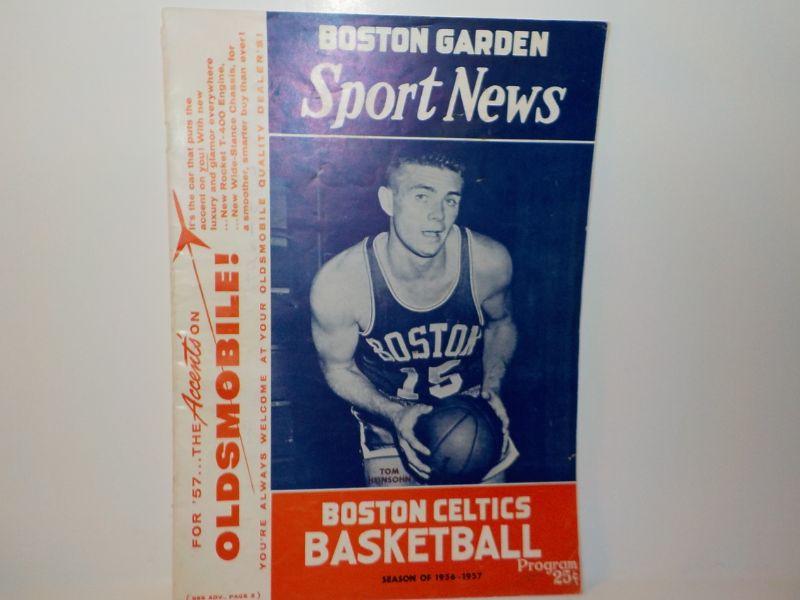 BOSTON GARDEN
Sport News
BOSTON
15
TOM
HEINSOHN
BOSTON CELTICS
BASKETBALL
Program
25¢
SEASON OF 1956-1957
FOR '57...THE Accent's ON
OLDSMOBILE!
It's the car that puts the
accent on you! With new
luxury and glamor everywhere
...New Rocket T-400 Engine,
...New Wide-Stance Chassis, for
a smoother, smarter buy than ever!
YOU'RE ALWAYS WELCOME AT YOUR OLDSMOBILE QUALITY DEALER'S!
(SEE ADV., PAGE 2)